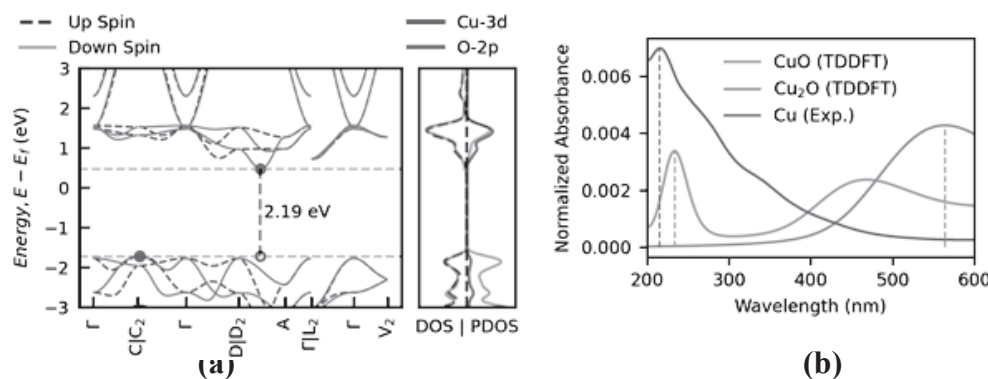 Up Spin
Down Spin
Cu-3d
O-2p
Energy, E − E_f (eV)
3
2
1
0
−1
−2
−3
2.19 eV
Γ
C|C₂
Γ
D|D₂
A
Γ|L₂
Γ
V₂
DOS | PDOS
(a)
(b)
CuO (TDDFT)
Cu₂O (TDDFT)
Cu (Exp.)
Normalized Absorbance
0.006
0.004
0.002
0.000
200 300 400 500 600
Wavelength (nm)